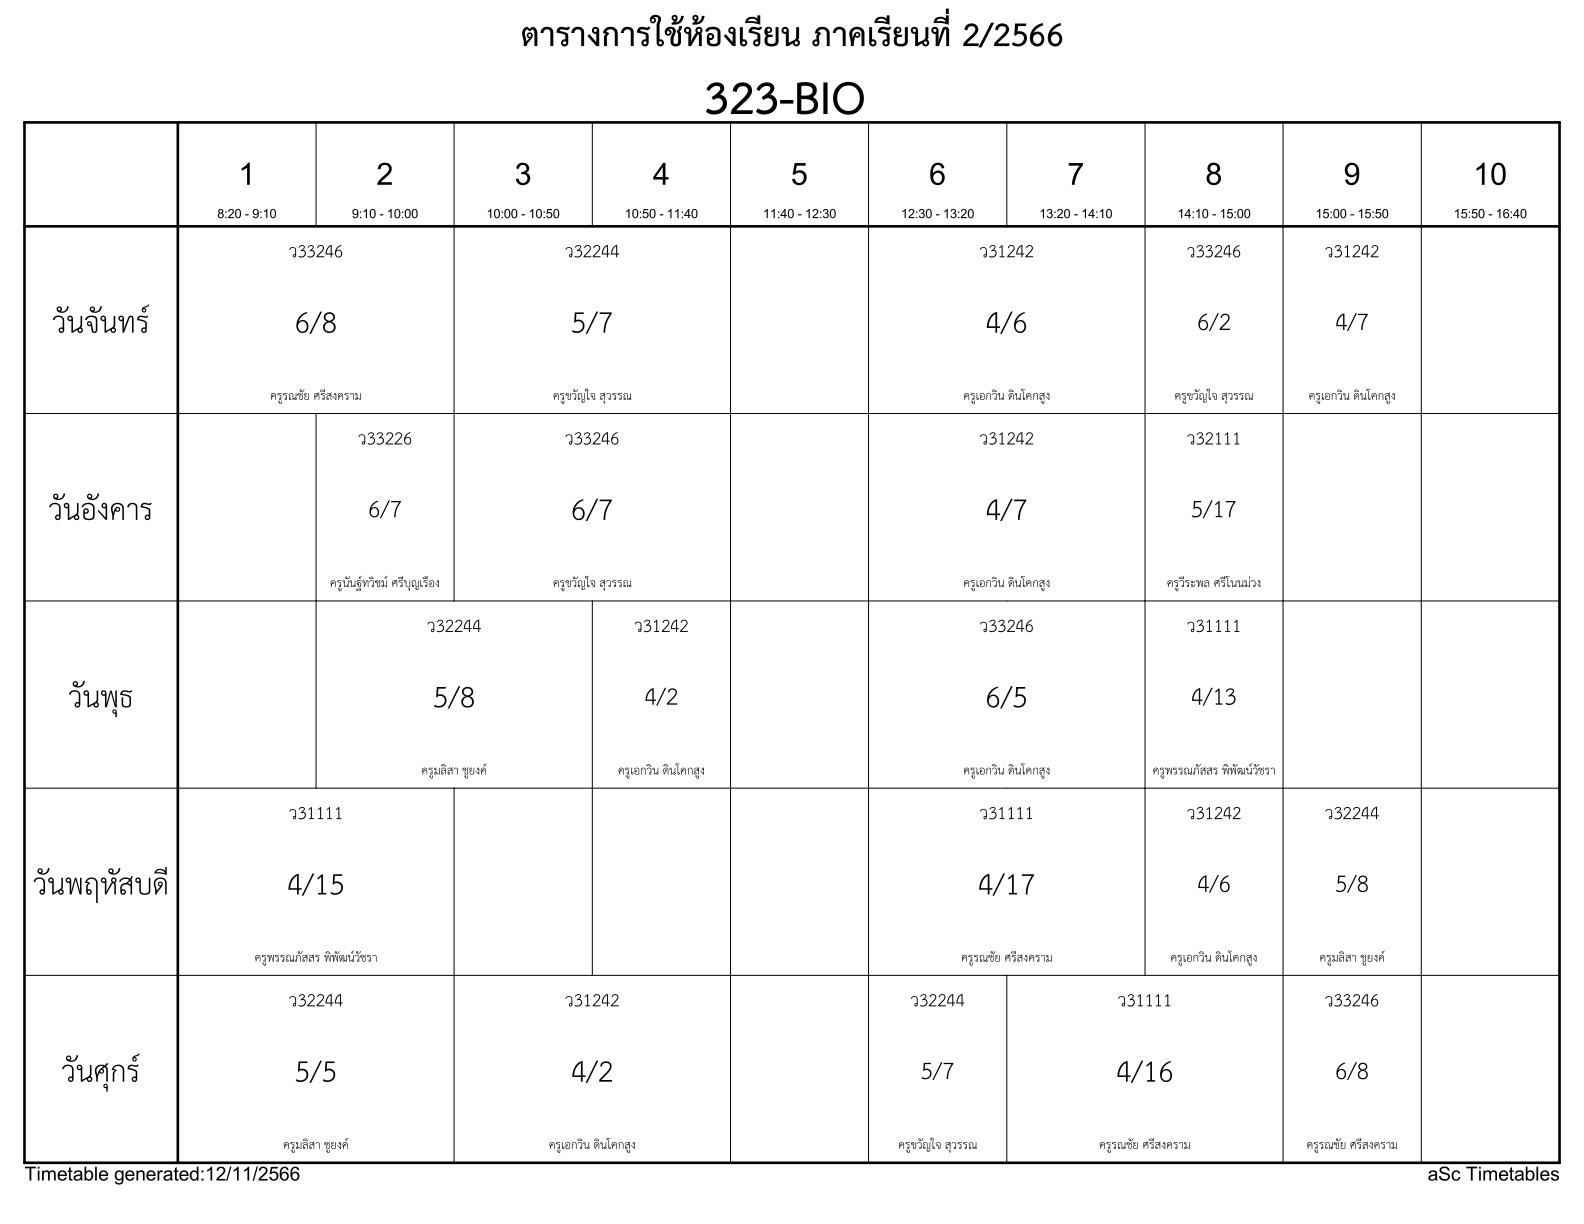 ตารางการใช้ห้องเรียน ภาคเรียนที่ 2/2566
323-BIO
1 2 3 4 5 6 7 8 9 10
8:20 - 9:10 9:10 - 10:00 10:00 - 10:50 10:50 - 11:40 11:40 - 12:30 12:30 - 13:20 13:20 - 14:10 14:10 - 15:00 15:00 - 15:50 15:50 - 16:40
ว33246 ว32244 ว31242 ว33246 ว31242
วันจันทร์ 6/8 5/7 4/6 6/2 4/7
ครูรณชัย ศรีสงคราม ครูขวัญใจ สุวรรณ ครูเอกวิน ดินโคกสูง ครูขวัญใจ สุวรรณ ครูเอกวิน ดินโคกสูง
ว33226 ว33246 ว31242 ว32111
วันอังคาร 6/7 6/7 4/7 5/17
ครูนันฐ์ทวิชม์ ศรีบุญเรือง ครูขวัญใจ สุวรรณ ครูเอกวิน ดินโคกสูง ครูวีระพล ศรีโนนม่วง
ว32244 ว31242 ว33246 ว31111
วันพุธ 5/8 4/2 6/5 4/13
ครูมลิสา ชูยงค์ ครูเอกวิน ดินโคกสูง ครูเอกวิน ดินโคกสูง ครูพรรณภัสสร พิพัฒน์วัชรา
ว31111 ว31111 ว31242 ว32244
วันพฤหัสบดี 4/15 4/17 4/6 5/8
ครูพรรณภัสสร พิพัฒน์วัชรา ครูรณชัย ศรีสงคราม ครูเอกวิน ดินโคกสูง ครูมลิสา ชูยงค์
ว32244 ว31242 ว32244 ว31111 ว33246
วันศุกร์ 5/5 4/2 5/7 4/16 6/8
ครูมลิสา ชูยงค์ ครูเอกวิน ดินโคกสูง ครูขวัญใจ สุวรรณ ครูรณชัย ศรีสงคราม ครูรณชัย ศรีสงคราม
Timetable generated:12/11/2566 aSc Timetables